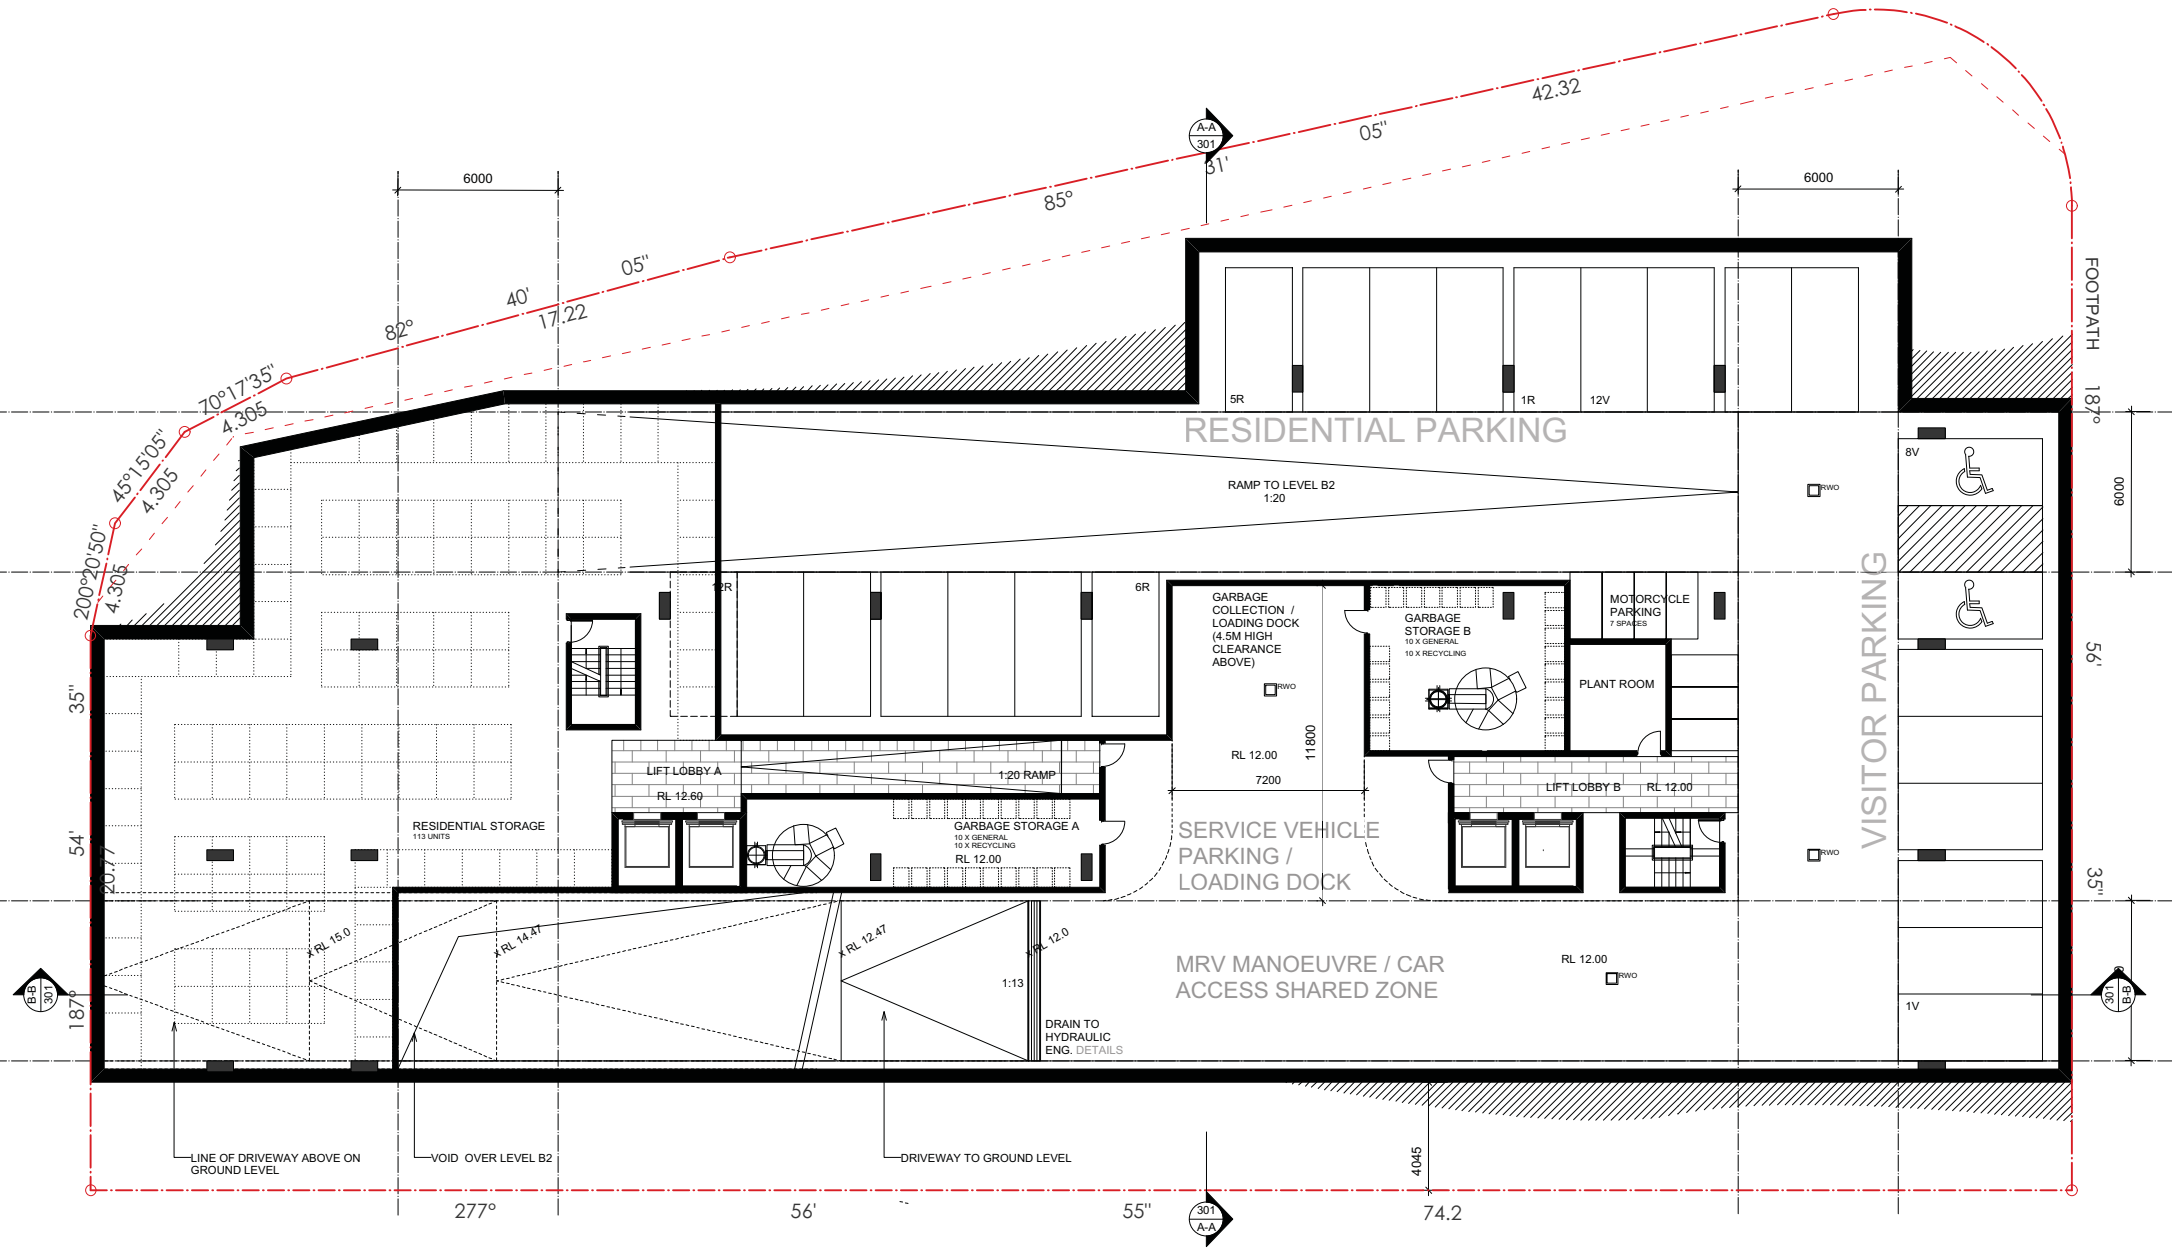 42.32
05"
A-A
301
31'
6000
6000
85°
05"
40'
17.22
82°
FOOTPATH
70°17'35"
4.305
187°
5R
1R
12V
RESIDENTIAL PARKING
45°15'05"
4.305
8V
RAMP TO LEVEL B2
1:20
RWO
6000
200°20'50"
4.305
12R
6R
GARBAGE
COLLECTION /
LOADING DOCK
(4.5M HIGH
CLEARANCE
ABOVE)
GARBAGE
STORAGE B
10 X GENERAL
10 X RECYCLING
MOTORCYCLE
PARKING
7 SPACES
VISITOR PARKING
56'
35"
RWO
PLANT ROOM
RL 12.00
11800
7200
LIFT LOBBY A
RL 12.60
1:20 RAMP
LIFT LOBBY B
RL 12.00
RESIDENTIAL STORAGE
113 UNITS
GARBAGE STORAGE A
10 X GENERAL
10 X RECYCLING
RL 12.00
SERVICE VEHICLE
PARKING /
LOADING DOCK
RWO
54'
20.77
35"
x RL 15.0
x RL 14.47
x RL 12.47
x RL 12.0
MRV MANOEUVRE / CAR
ACCESS SHARED ZONE
RL 12.00
RWO
1:13
B-B
301
187°
1V
301
B-B
DRAIN TO
HYDRAULIC
ENG. DETAILS
LINE OF DRIVEWAY ABOVE ON
GROUND LEVEL
VOID OVER LEVEL B2
DRIVEWAY TO GROUND LEVEL
4045
277°
56'
55"
301
A-A
74.2